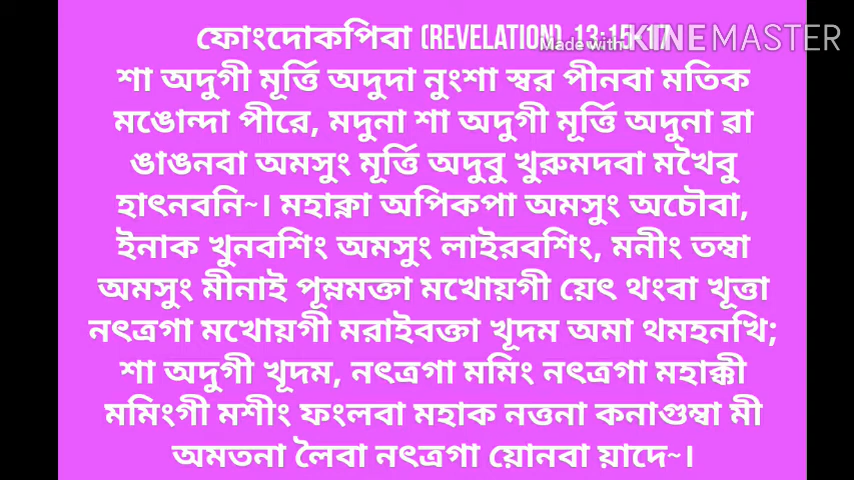 ফোংদোকপিবা (REVELATION) 13:15-17
Made with KINEMASTER
শা অদুগী মূর্ত্তি অদুদা নুংশা স্বর পীনবা মতিক
মঙোন্দা পীরে, মদুনা শা অদুগী মূর্ত্তি অদুনা ৱা
ঙাঙনবা অমসুং মূর্ত্তি অদুবু খুরুমদবা মখৈবু
হাৎনবনি~। মহাক্না অপিকপা অমসুং অচৌবা,
ইনাক খুনবশিং অমসুং লাইরবশিং, মনীং তম্বা
অমসুং মীনাই পূম্নমক্তা মখোয়গী য়েৎ থংবা খূত্তা
নৎত্রগা মখোয়গী মরাইবক্তা খূদম অমা থমহনখি;
শা অদুগী খূদম, নৎত্রগা মমিং নৎত্রগা মহাক্কী
মমিংগী মশীং ফংলবা মহাক নত্তনা কনাগুম্বা মী
অমতনা লৈবা নৎত্রগা য়োনবা য়াদে~।